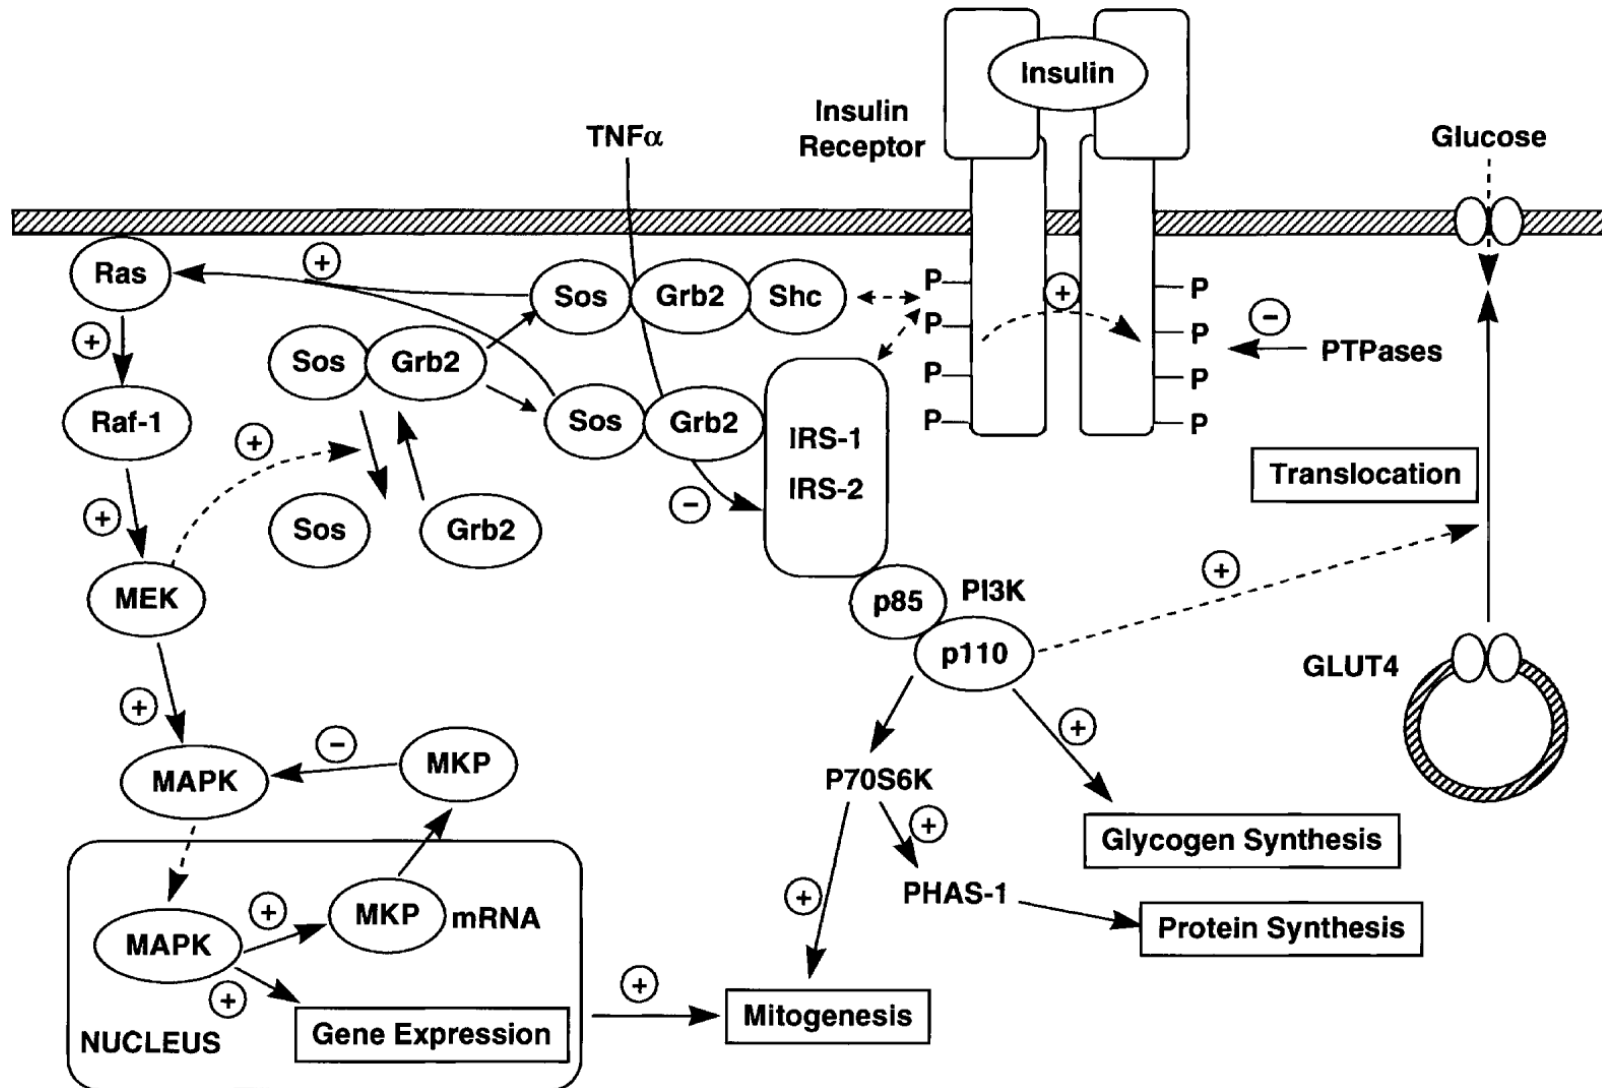 Insulin
Insulin
Receptor
TNFα
Glucose
Ras
+
Sos
Grb2
Shc
P
P
P
P
+
P
P
P
P
−
PTPases
+
Sos
Grb2
Raf-1
+
Sos
Grb2
IRS-1
IRS-2
−
Translocation
+
Sos
Grb2
MEK
p85
PI3K
p110
+
GLUT4
+
−
MKP
MAPK
P70S6K
+
+
Glycogen Synthesis
+
PHAS-1
Protein Synthesis
+
MKP
mRNA
MAPK
+
Gene Expression
NUCLEUS
+
Mitogenesis